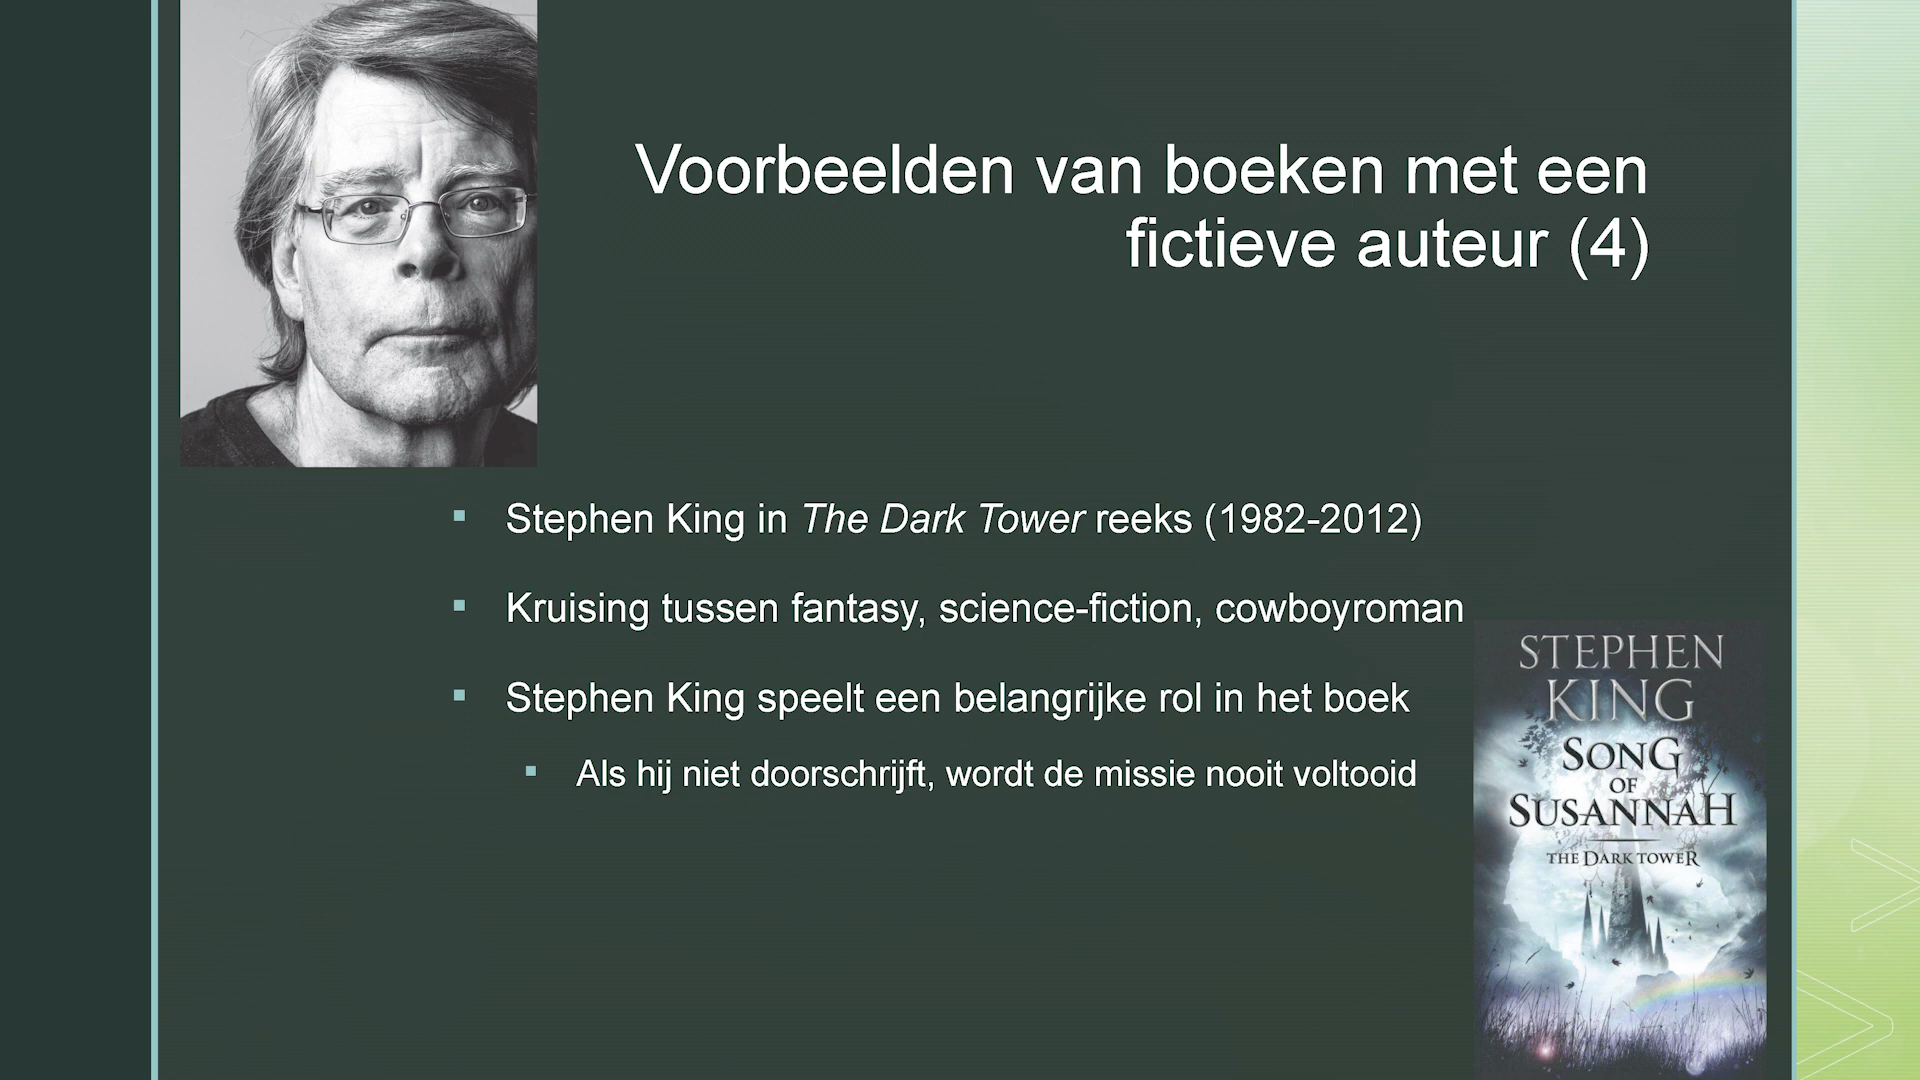 Voorbeelden van boeken met een
fictieve auteur (4)
▪ Stephen King in The Dark Tower reeks (1982-2012)
▪ Kruising tussen fantasy, science-fiction, cowboyroman
▪ Stephen King speelt een belangrijke rol in het boek
▪ Als hij niet doorschrijft, wordt de missie nooit voltooid
STEPHEN
KING
SONG
OF
SUSANNAH
THE DARK TOWER